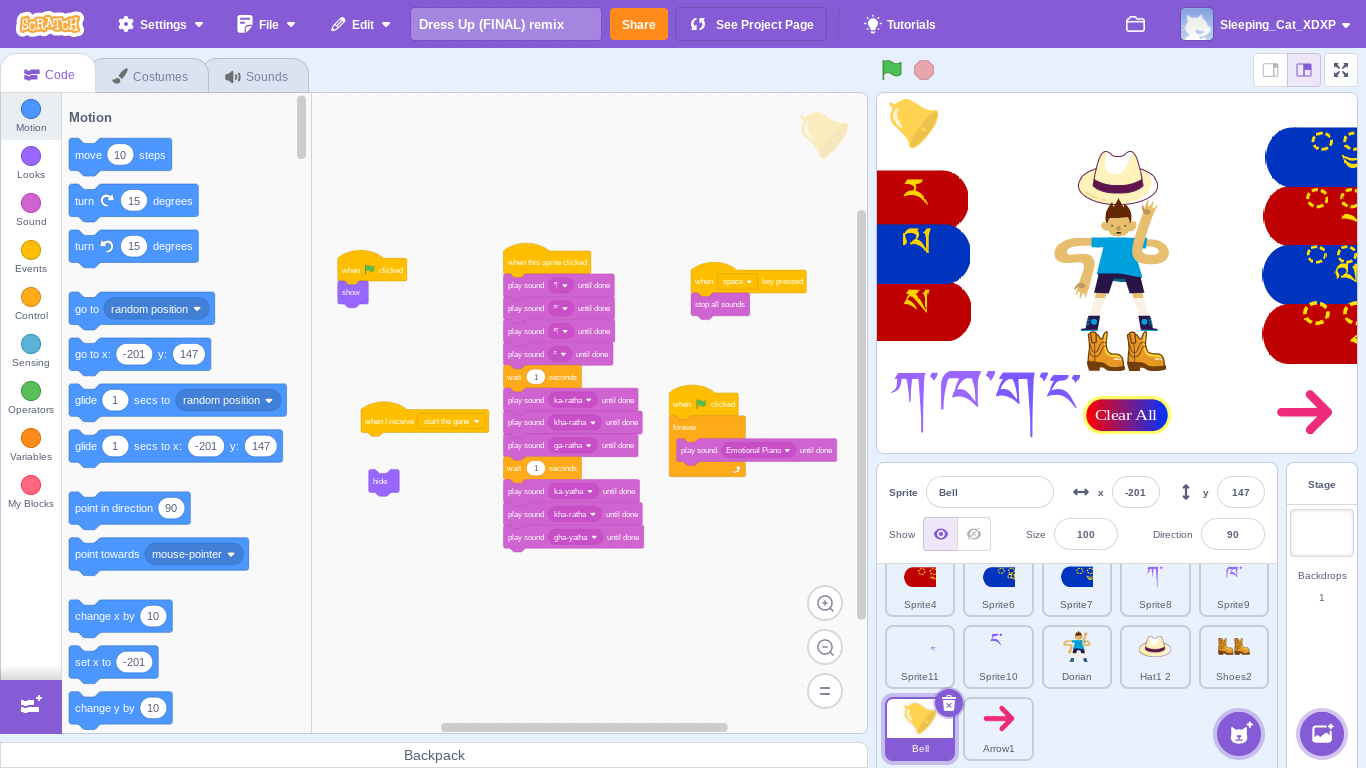 SCRATCH
Settings
File
Edit
Dress Up (FINAL) remix
Share
See Project Page
Tutorials
Sleeping_Cat_XDXP
Code
Costumes
Sounds
Motion
Looks
Sound
Events
Control
Sensing
Operators
Variables
My Blocks
Motion
move 10 steps
turn 15 degrees
turn 15 degrees
go to random position
go to x: -201 y: 147
glide 1 secs to random position
glide 1 secs to x: -201 y: 147
point in direction 90
point towards mouse-pointer
change x by 10
set x to -201
change y by 10
when clicked
show
when I receive start the game
hide
when this sprite clicked
play sound ཀ until done
play sound until done
play sound until done
play sound ང until done
wait 1 seconds
play sound ka-ratha until done
play sound kha-ratha until done
play sound ga-ratha until done
wait 1 seconds
play sound ka-yatha until done
play sound kha-ratha until done
play sound gha-yatha until done
when space key pressed
stop all sounds
when clicked
forever
play sound Emotional Piano until done
ར
ལ
ས
ཀ་ཁ་ག་ང་
Clear All
Sprite Bell x -201 y 147
Show Size 100 Direction 90
Sprite4
Sprite6
Sprite7
Sprite8
Sprite9
Sprite11
Sprite10
Dorian
Hat1 2
Shoes2
Bell
Arrow1
Stage
Backdrops
1
Backpack